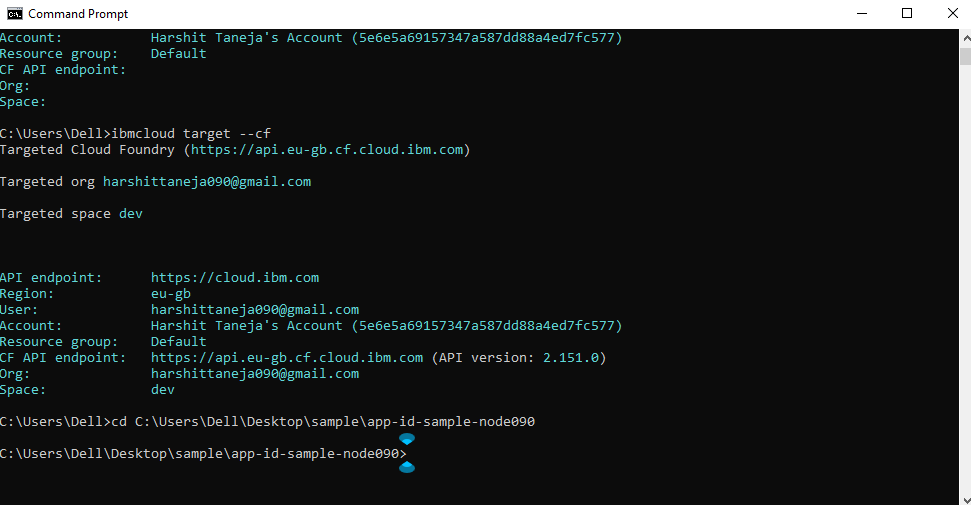 Command Prompt
Account: Harshit Taneja's Account (5e6e5a69157347a587dd88a4ed7fc577)
Resource group: Default
CF API endpoint:
Org:
Space:
C:\Users\Dell>ibmcloud target --cf
Targeted Cloud Foundry (https://api.eu-gb.cf.cloud.ibm.com)
Targeted org harshittaneja090@gmail.com
Targeted space dev
API endpoint: https://cloud.ibm.com
Region: eu-gb
User: harshittaneja090@gmail.com
Account: Harshit Taneja's Account (5e6e5a69157347a587dd88a4ed7fc577)
Resource group: Default
CF API endpoint: https://api.eu-gb.cf.cloud.ibm.com (API version: 2.151.0)
Org: harshittaneja090@gmail.com
Space: dev
C:\Users\Dell>cd C:\Users\Dell\Desktop\sample\app-id-sample-node090
C:\Users\Dell\Desktop\sample\app-id-sample-node090>